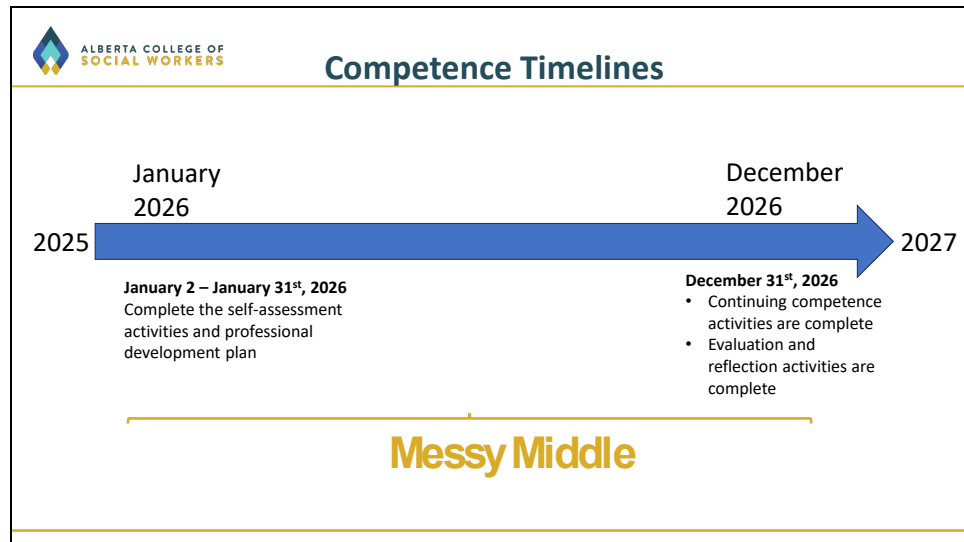 ALBERTA COLLEGE OF
SOCIAL WORKERS
Competence Timelines
January
2026
December
2026
2025
2027
January 2 – January 31st, 2026
Complete the self-assessment
activities and professional
development plan
December 31st, 2026
• Continuing competence
activities are complete
• Evaluation and
reflection activities are
complete
Messy Middle